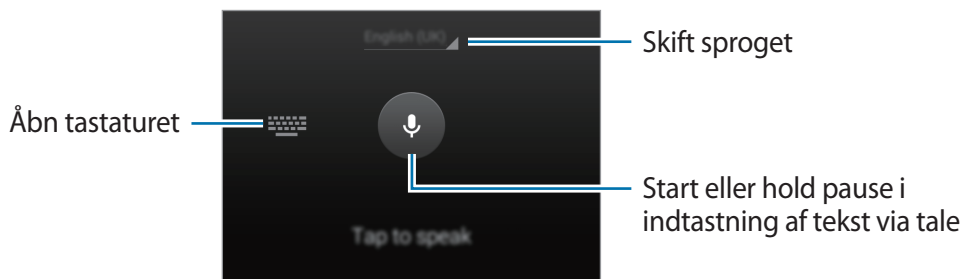 English (UK)
Skift sproget
Åbn tastaturet
Start eller hold pause i
indtastning af tekst via tale
Tap to speak